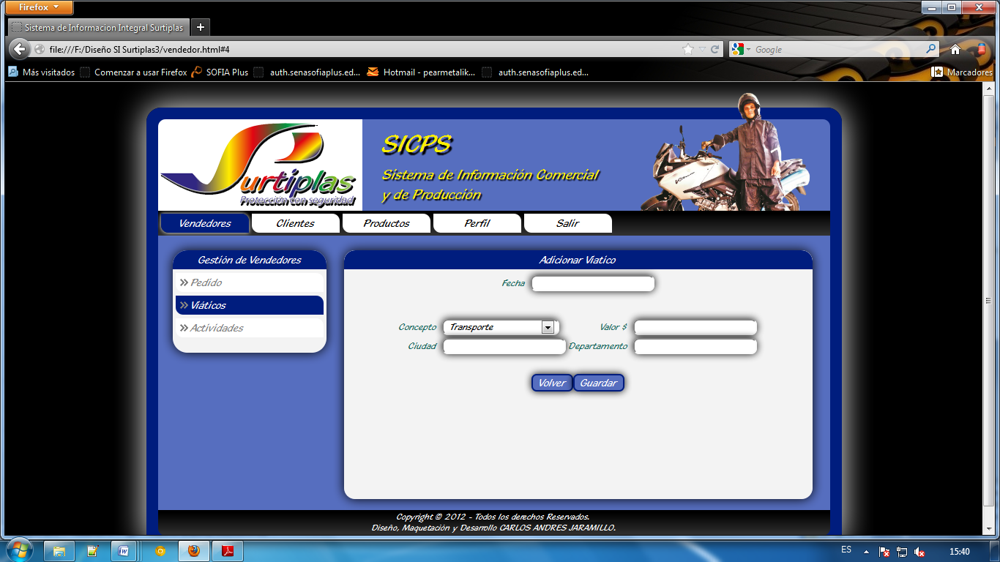 Firefox
Sistema de Informacion Integral Surtiplas
file:///F:/Diseño SI Surtiplas3/vendedor.html#4
Google
Más visitados
Comenzar a usar Firefox
SOFIA Plus
auth.senasofiaplus.ed...
Hotmail - pearmetalik...
auth.senasofiaplus.ed...
Marcadores
Surtiplas
Protección con seguridad
SICPS
Sistema de Información Comercial
y de Producción
Vendedores
Clientes
Productos
Perfil
Salir
Gestión de Vendedores
» Pedido
» Viáticos
» Actividades
Adicionar Viatico
Fecha
Concepto
Transporte
Valor $
Ciudad
Departamento
Volver
Guardar
Copyright © 2012 - Todos los derechos Reservados.
Diseño, Maquetación y Desarrollo CARLOS ANDRES JARAMILLO.
ES
15:40